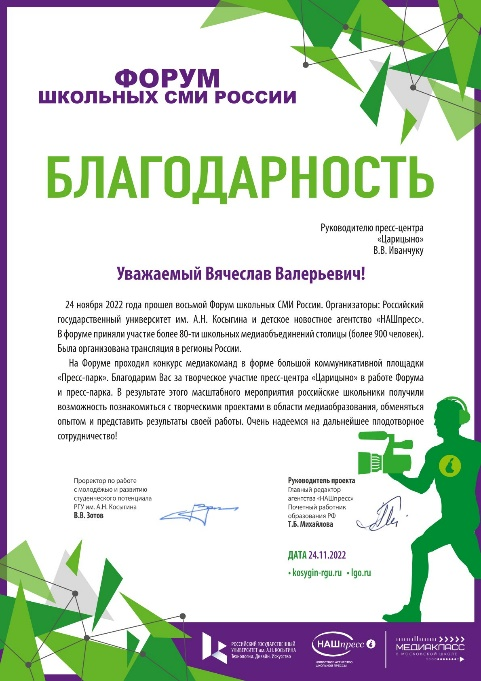 ФОРУМ
ШКОЛЬНЫХ СМИ РОССИИ
БЛАГОДАРНОСТЬ
Руководителю пресс-центра
«Царицыно»
В.В. Иванчуку
Уважаемый Вячеслав Валерьевич!
24 ноября 2022 года прошел восьмой Форум школьных СМИ России. Организаторы: Российский
государственный университет им. А.Н. Косыгина и детское новостное агентство «НАШпресс».
В форуме приняли участие более 80-ти школьных медиаобъединений столицы (более 900 человек).
Была организована трансляция в регионы России.
На Форуме проходил конкурс медиакоманд в форме большой коммуникативной площадки
«Пресс-парк». Благодарим Вас за творческое участие пресс-центра «Царицыно» в работе Форума
и пресс-парка. В результате этого масштабного мероприятия российские школьники получили
возможность познакомиться с творческими проектами в области медиаобразования, обменяться
опытом и представить результаты своей работы. Очень надеемся на дальнейшее плодотворное
сотрудничество!
Проректор по работе
с молодёжью и развитию
студенческого потенциала
РГУ им. А.Н. Косыгина
В.В. Зотов
Руководитель проекта
Главный редактор
агентства «НАШпресс»
Почетный работник
образования РФ
Т.Б. Михайлова
ДАТА 24.11.2022
• kosygin-rgu.ru • lgo.ru
РОССИЙСКИЙ ГОСУДАРСТВЕННЫЙ
УНИВЕРСИТЕТ им. А.Н. КОСЫГИНА
Технологии. Дизайн. Искусство
НАШпресс
МЕДИАКЛАСС
В МОСКОВСКОЙ ШКОЛЕ